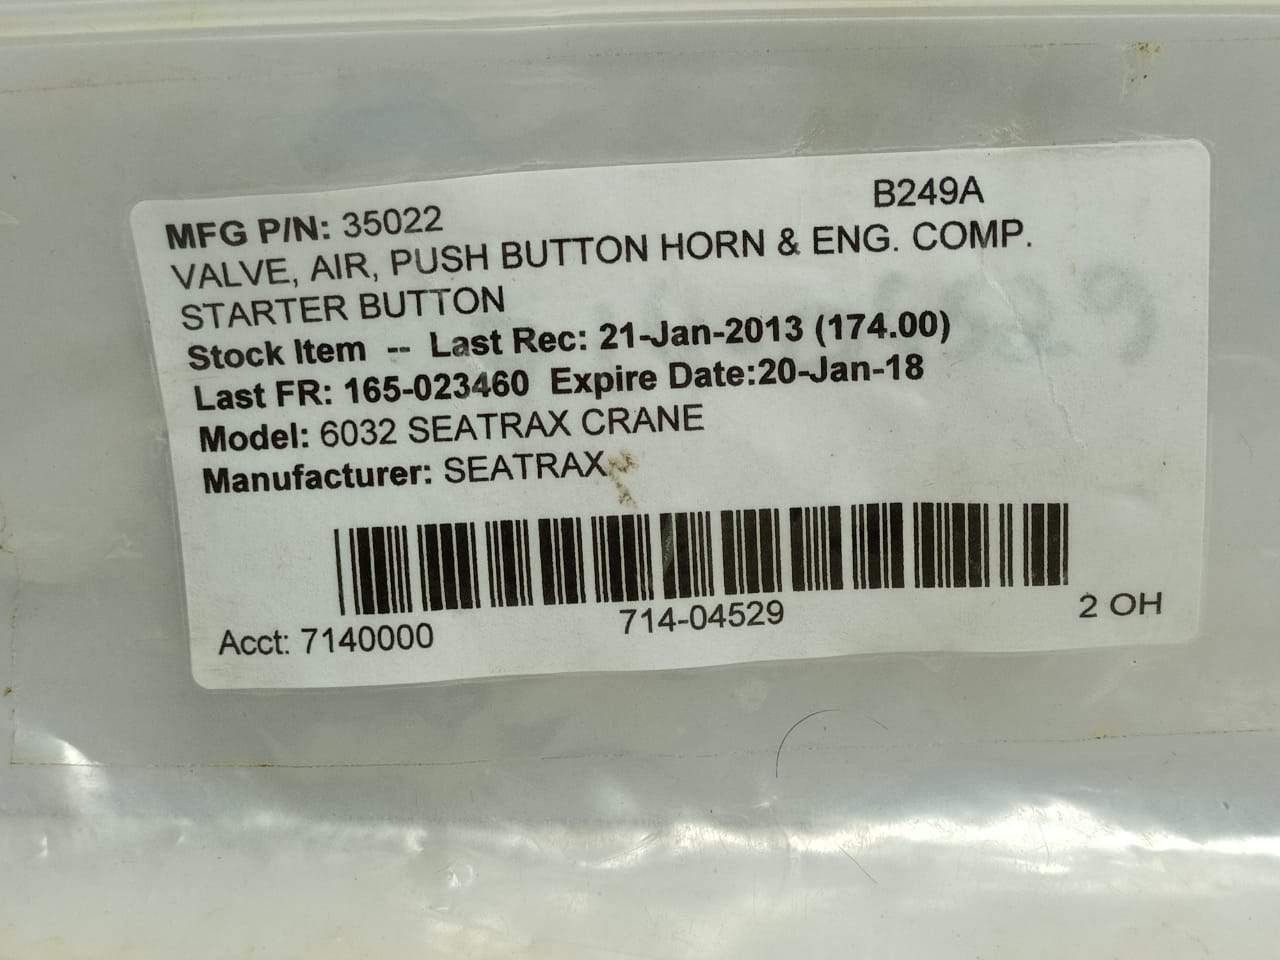 MFG P/N: 35022 B249A
VALVE, AIR, PUSH BUTTON HORN & ENG. COMP.
STARTER BUTTON
Stock Item -- Last Rec: 21-Jan-2013 (174.00)
Last FR: 165-023460 Expire Date:20-Jan-18
Model: 6032 SEATRAX CRANE
Manufacturer: SEATRAX
714-04529
Acct: 7140000 2 OH